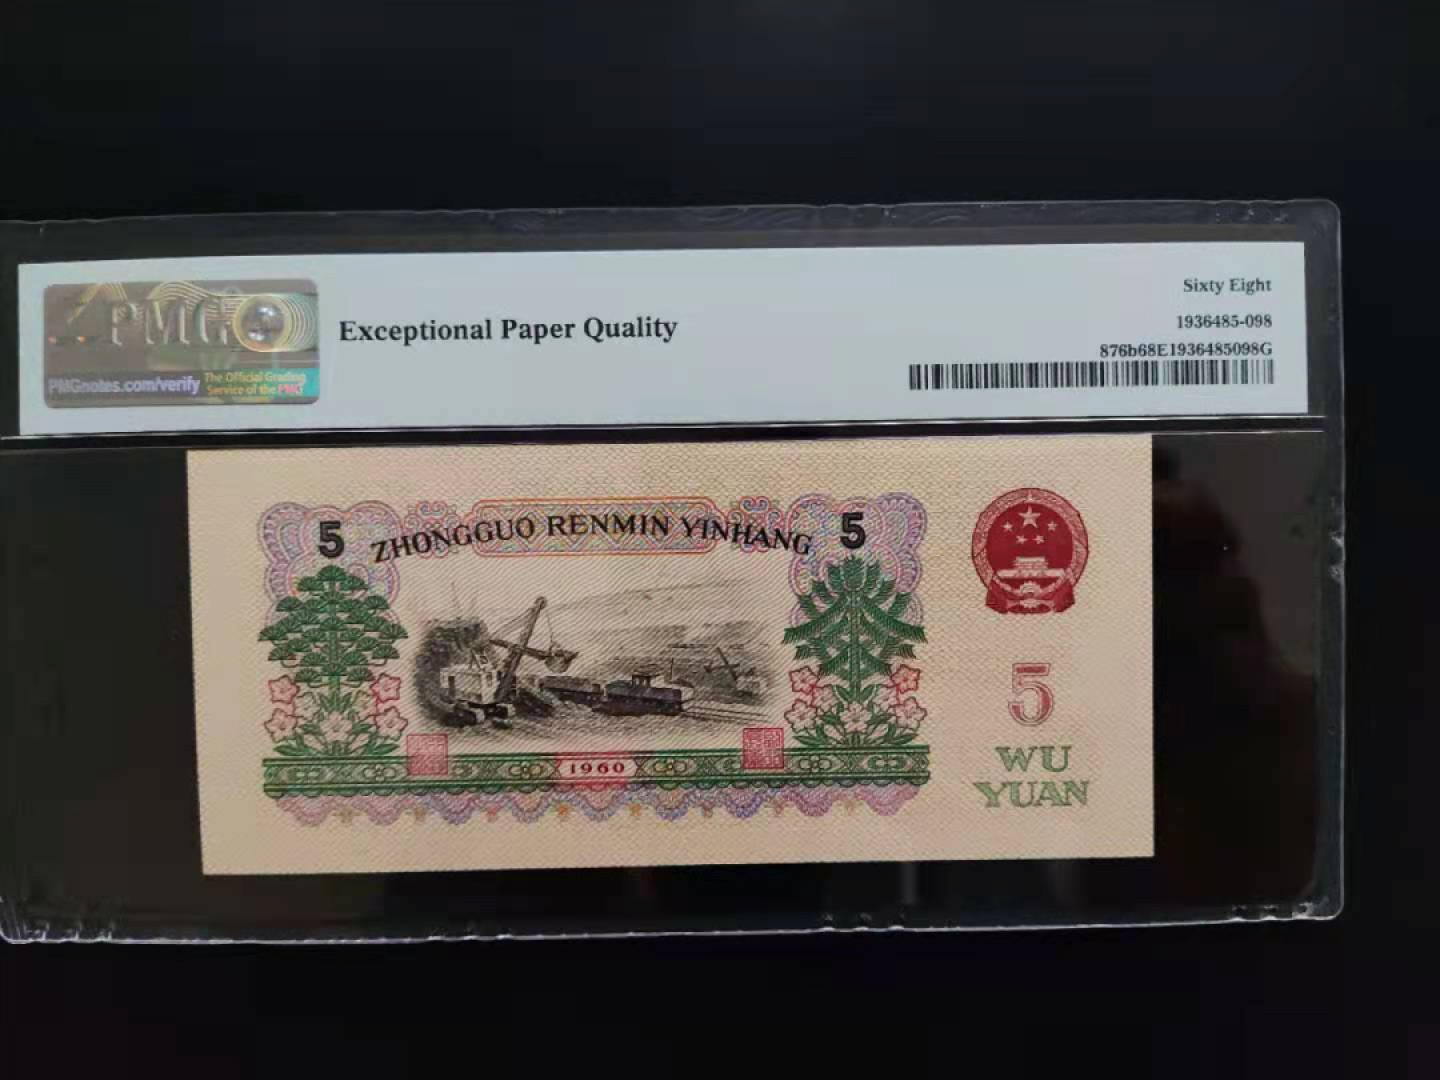 PMG
PMGnotes.com/verify
The Official Grading
Service of the PMG
Exceptional Paper Quality
Sixty Eight
1936485-098
876b68E1936485098G
5 ZHONGGUO RENMIN YINHANG 5
5
WU
YUAN
1960